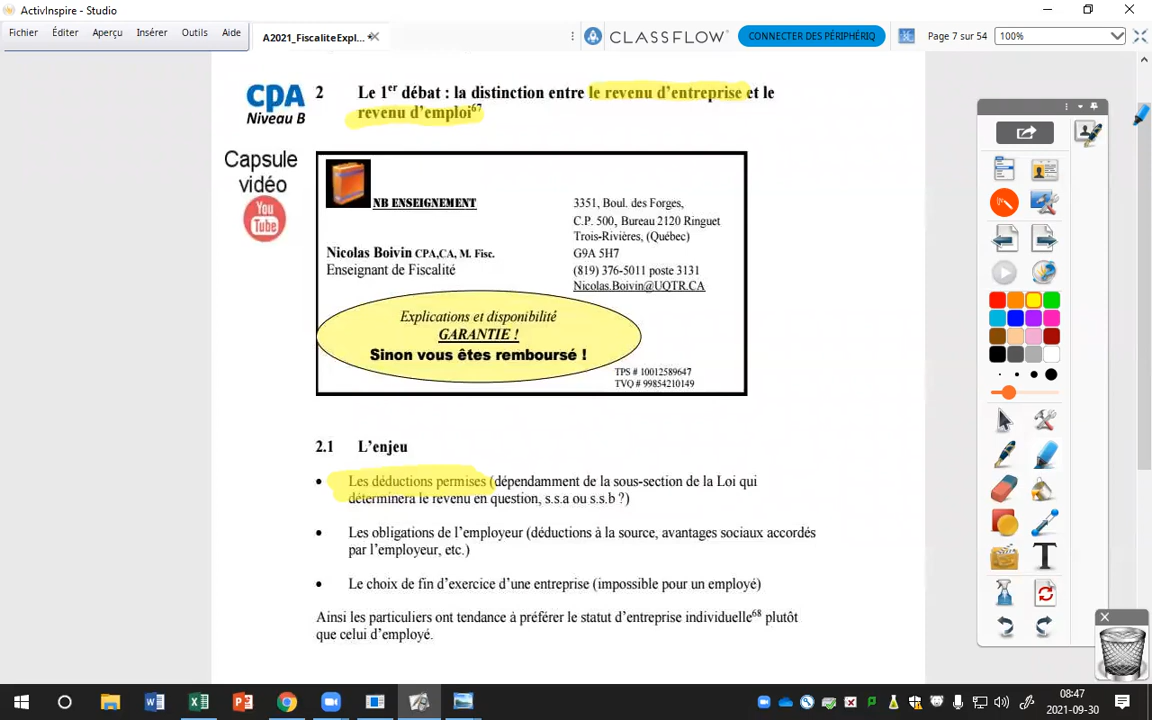 ActivInspire - Studio
Fichier Éditer Aperçu Insérer Outils Aide
A2021_FiscaliteExpl...
CLASSFLOW
CONNECTER DES PÉRIPHÉRIQ
Page 7 sur 54
100%
CPA
Niveau B
2 Le 1er débat : la distinction entre le revenu d'entreprise et le
revenu d'emploi67
Capsule
vidéo
You
Tube
NB ENSEIGNEMENT
Nicolas Boivin CPA,CA, M. Fisc.
Enseignant de Fiscalité
3351, Boul. des Forges,
C.P. 500, Bureau 2120 Ringuet
Trois-Rivières, (Québec)
G9A 5H7
(819) 376-5011 poste 3131
Nicolas.Boivin@UQTR.CA
Explications et disponibilité
GARANTIE !
Sinon vous êtes remboursé !
TPS # 10012589647
TVQ # 99854210149
2.1 L'enjeu
• Les déductions permises (dépendamment de la sous-section de la Loi qui
déterminera le revenu en question, s.s.a ou s.s.b ?)
• Les obligations de l'employeur (déductions à la source, avantages sociaux accordés
par l'employeur, etc.)
• Le choix de fin d'exercice d'une entreprise (impossible pour un employé)
Ainsi les particuliers ont tendance à préférer le statut d'entreprise individuelle68 plutôt
que celui d'employé.
08:47
2021-09-30